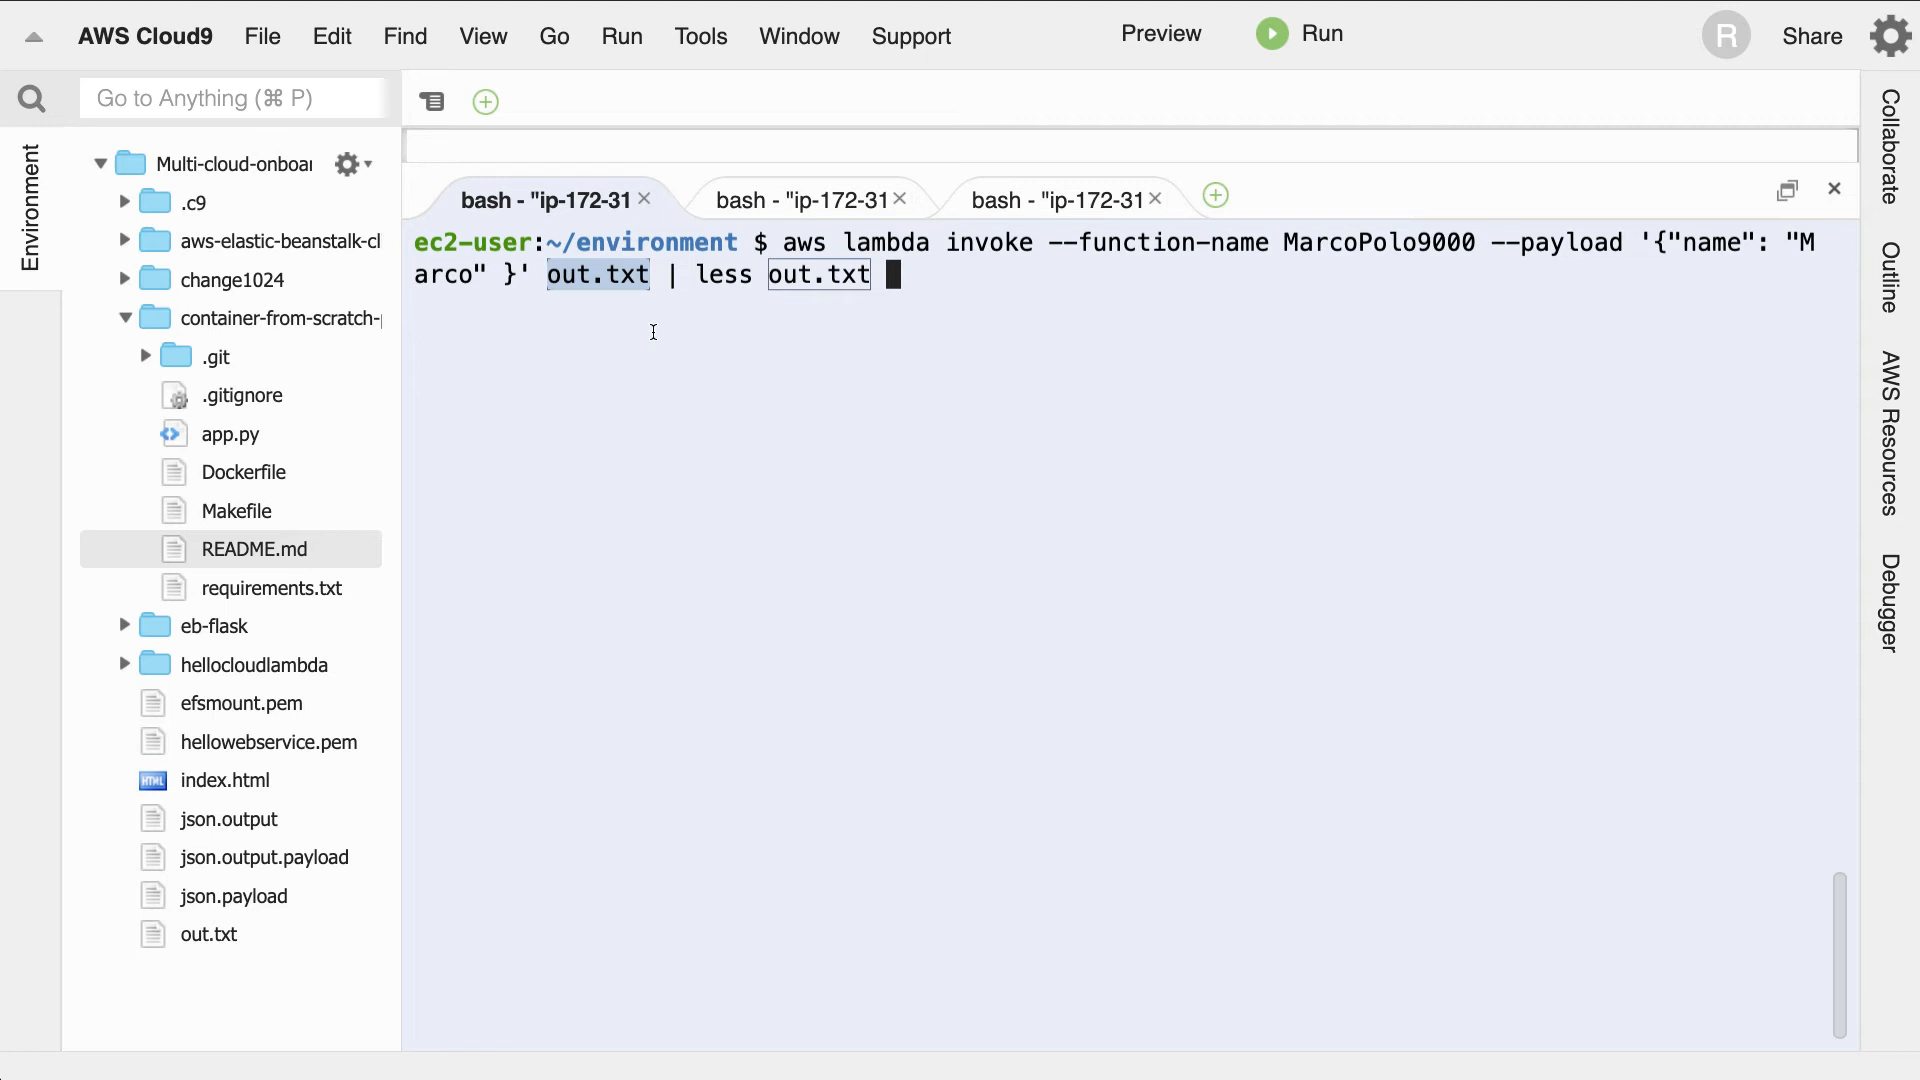 AWS Cloud9 File Edit Find View Go Run Tools Window Support Preview Run R Share
Go to Anything (⌘ P)
Environment
Multi-cloud-onboar
.c9
aws-elastic-beanstalk-cl
change1024
container-from-scratch-
.git
.gitignore
app.py
Dockerfile
Makefile
README.md
requirements.txt
eb-flask
hellocloudlambda
efsmount.pem
hellowebservice.pem
HTML index.html
json.output
json.output.payload
json.payload
out.txt
bash - "ip-172-31 bash - "ip-172-31 bash - "ip-172-31
ec2-user:~/environment $ aws lambda invoke --function-name MarcoPolo9000 --payload '{"name": "M
arco" }' out.txt | less out.txt
Collaborate
Outline
AWS Resources
Debugger